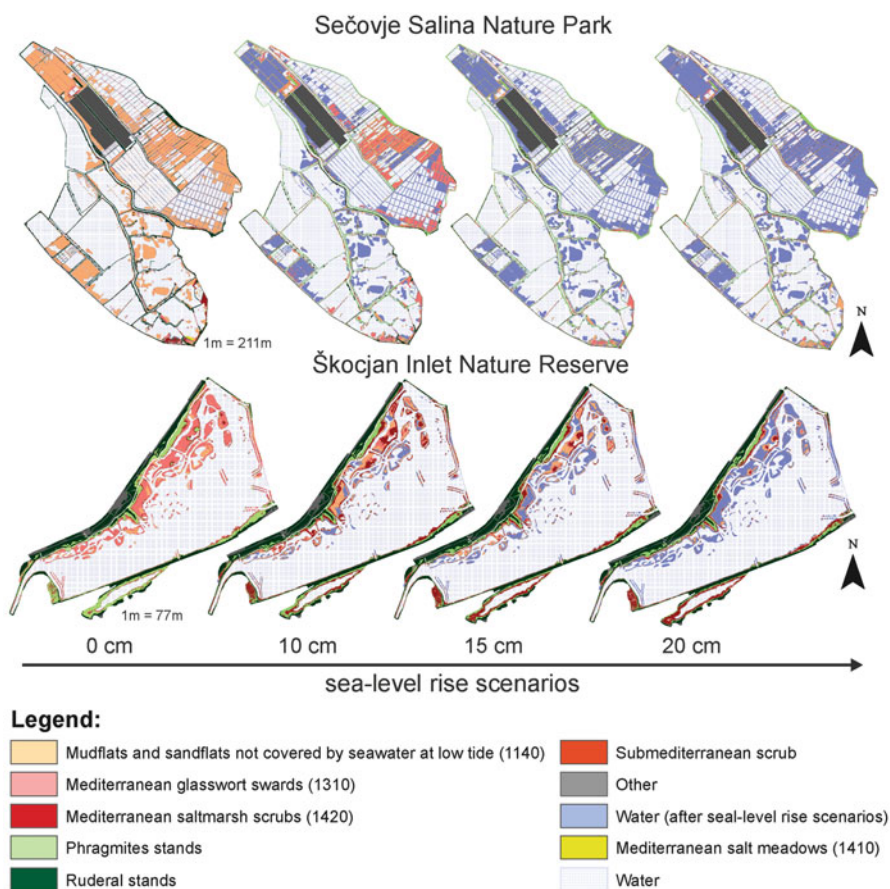 Sečovje Salina Nature Park
N
1m = 211m
Škocjan Inlet Nature Reserve
N
1m = 77m
0 cm 10 cm 15 cm 20 cm
sea-level rise scenarios
Legend:
Mudflats and sandflats not covered by seawater at low tide (1140)
Mediterranean glasswort swards (1310)
Mediterranean saltmarsh scrubs (1420)
Phragmites stands
Ruderal stands
Submediterranean scrub
Other
Water (after seal-level rise scenarios)
Mediterranean salt meadows (1410)
Water